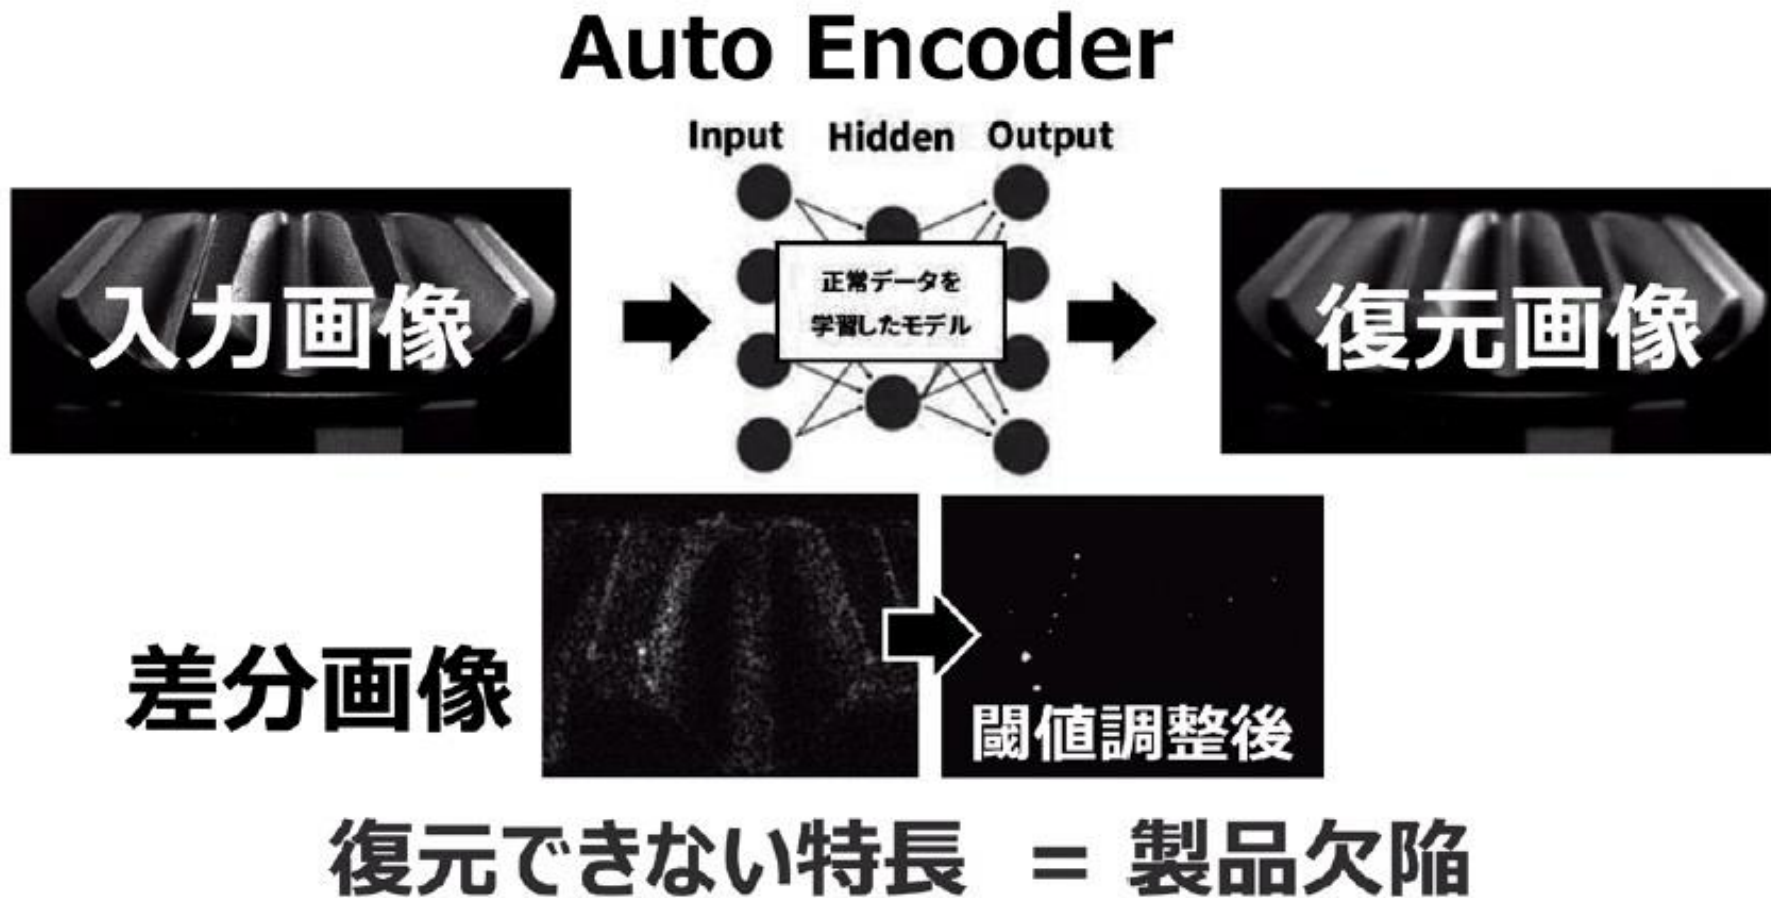 Auto Encoder
Input Hidden Output
入力画像
正常データを
学習したモデル
復元画像
差分画像
閾値調整後
復元できない特長 = 製品欠陥